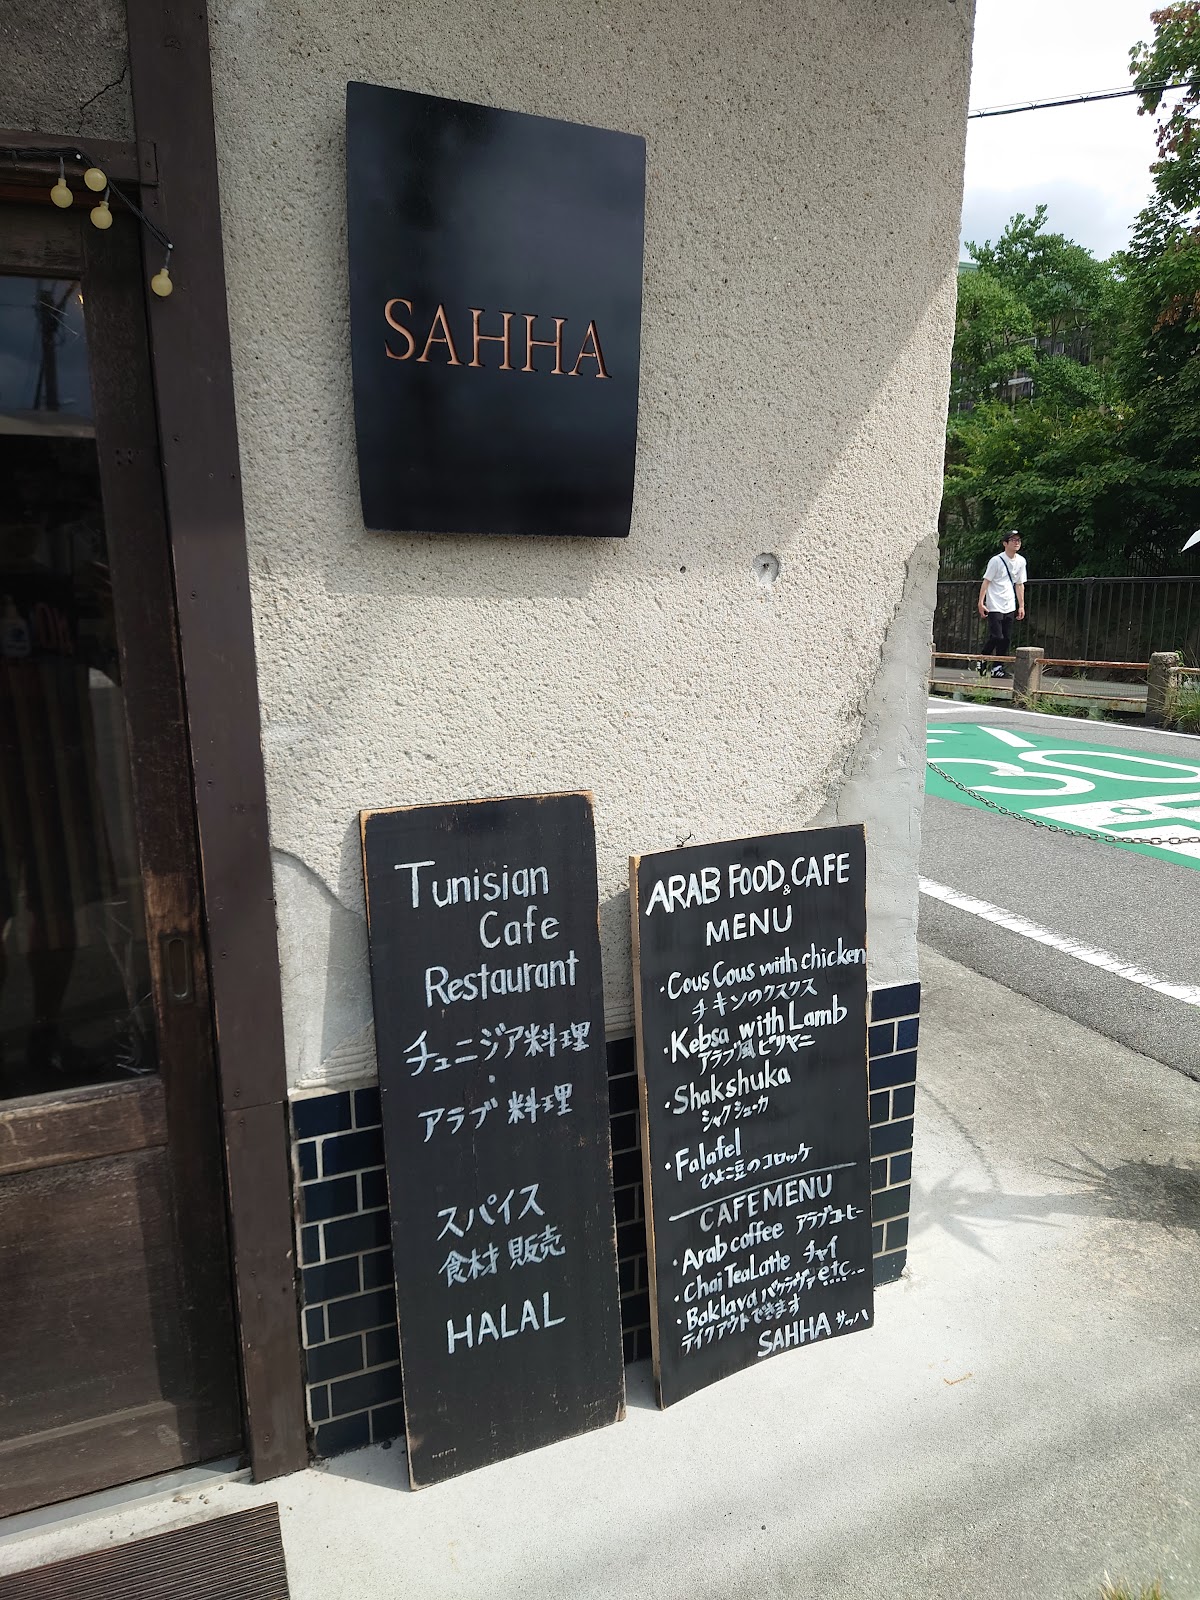 SAHHA
Tunisian
Cafe
Restaurant
チュニジア料理
・
アラブ料理
スパイス
食材 販売
HALAL
ARAB FOOD & CAFE
MENU
・Cous Cous with chicken
チキンのクスクス
・Kebsa with Lamb
アラブ風ビリヤニ
・Shakshuka
シャクシューカ
・Falafel
ひよこ豆のコロッケ
CAFE MENU
・Arab coffee アラブコーヒー
・Chai Tea Latte チャイ
・Baklava バクラヴァ etc...
テイクアウトできます
SAHHA サッハ
30